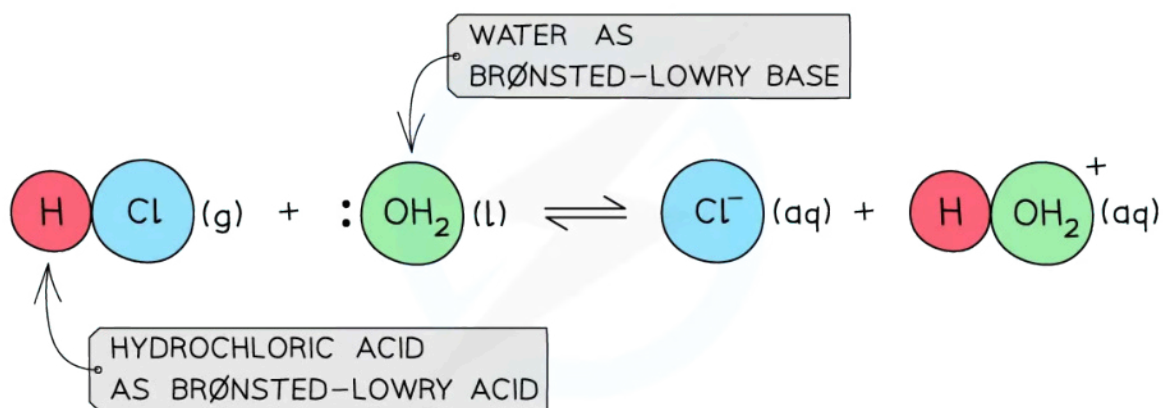 WATER AS
BRØNSTED–LOWRY BASE
H Cl (g) + : OH₂ (l) ⇌ Cl⁻ (aq) + H OH₂⁺ (aq)
HYDROCHLORIC ACID
AS BRØNSTED–LOWRY ACID